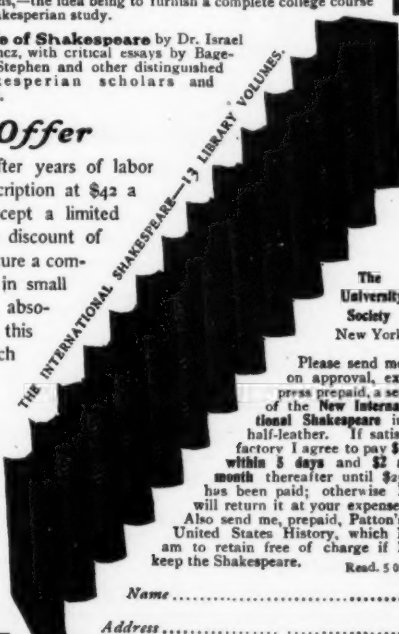 —the idea being to furnish a complete college course
kesperian study.
e of Shakespeare by Dr. Israel
ncz, with critical essays by Bage-
Stephen and other distinguished
esperian scholars and
Offer
fter years of labor
cription at $42 a
cept a limited
discount of
ure a com-
in small
abso-
this
ch
THE INTERNATIONAL SHAKESPEARE—13 LIBRARY VOLUMES.
The
University
Society
New York
Please send me
on approval, ex-
press prepaid, a se
of the New Interna-
tional Shakespeare in
half-leather. If satis
factory I agree to pay $
within 5 days and $2 a
month thereafter until $2
has been paid; otherwise I
will return it at your expense
Also send me, prepaid, Patton's
United States History, which I
am to retain free of charge if I
keep the Shakespeare.
Read. 5 0
Name
Address